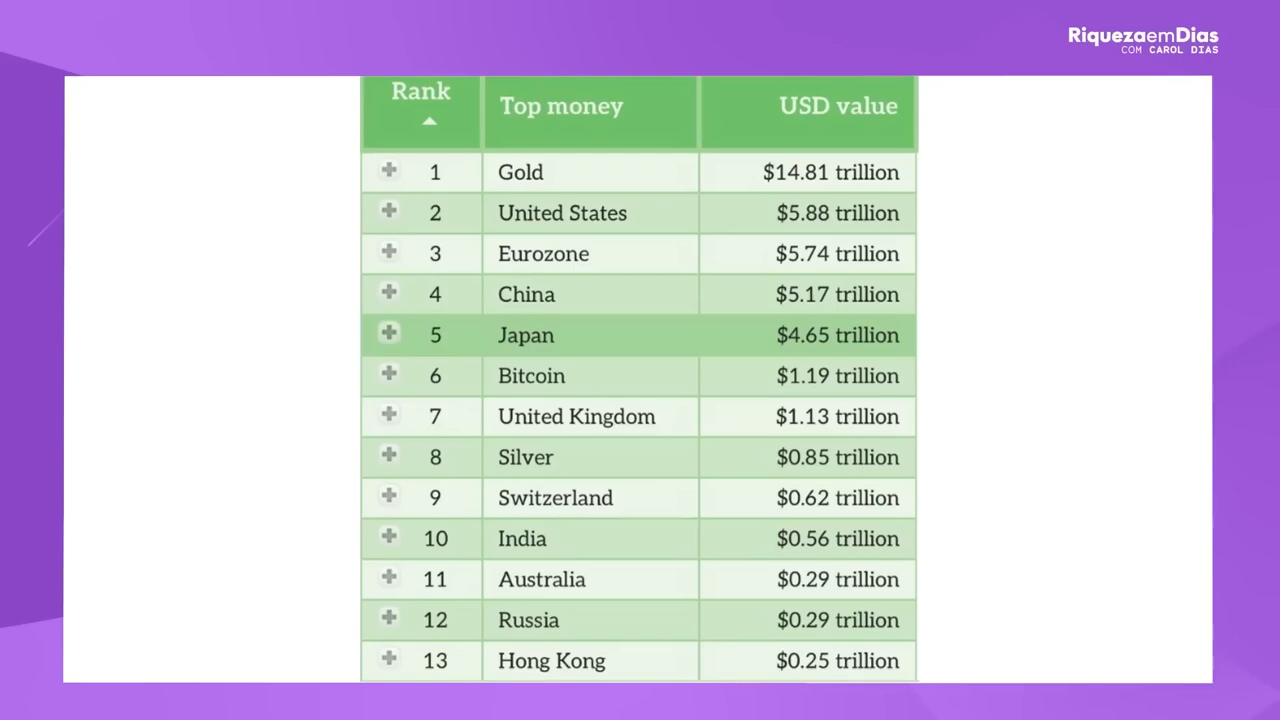 RiquezaemDias
COM CAROL DIAS
Rank Top money USD value
1 Gold $14.81 trillion
2 United States $5.88 trillion
3 Eurozone $5.74 trillion
4 China $5.17 trillion
5 Japan $4.65 trillion
6 Bitcoin $1.19 trillion
7 United Kingdom $1.13 trillion
8 Silver $0.85 trillion
9 Switzerland $0.62 trillion
10 India $0.56 trillion
11 Australia $0.29 trillion
12 Russia $0.29 trillion
13 Hong Kong $0.25 trillion